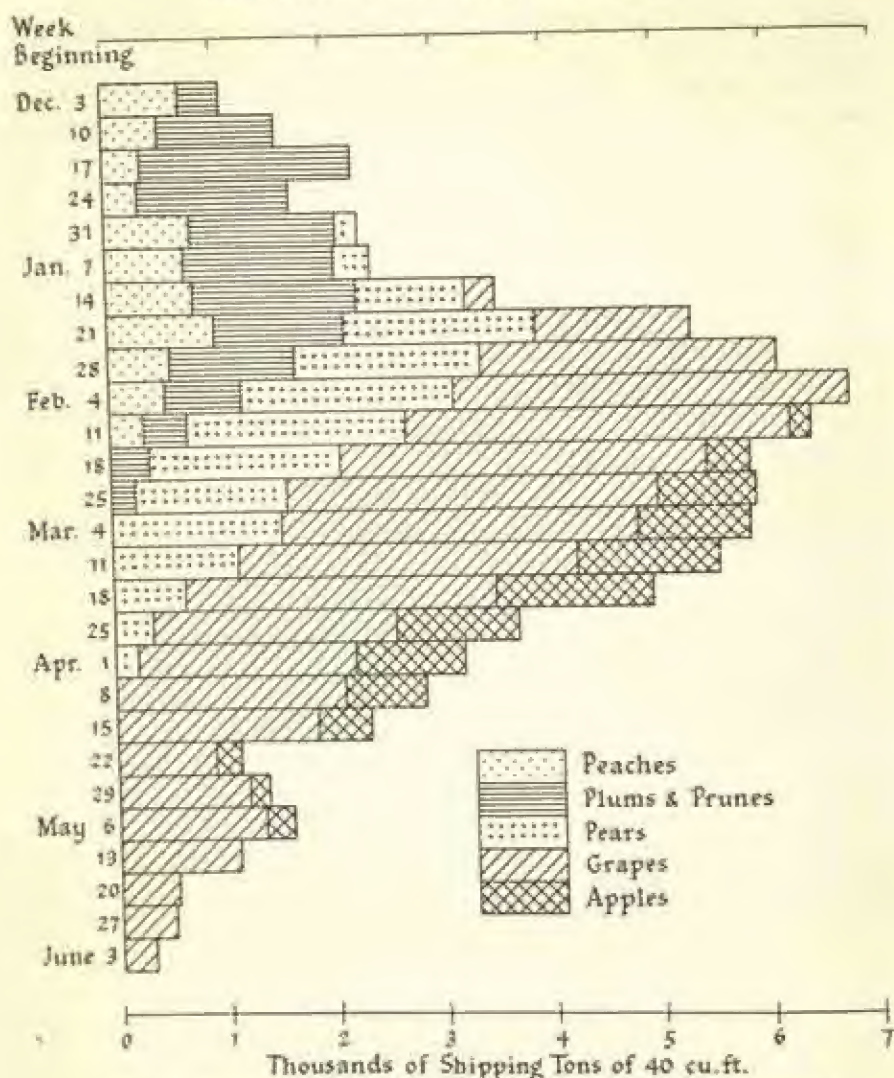 Week
Beginning
Dec. 3
10
17
24
31
Jan. 7
14
21
28
Feb. 4
11
18
25
Mar. 4
11
18
25
Apr. 1
8
15
22
29
May 6
13
20
27
June 3
Peaches
Plums & Prunes
Pears
Grapes
Apples
0 1 2 3 4 5 6 7
Thousands of Shipping Tons of 40 cu.ft.